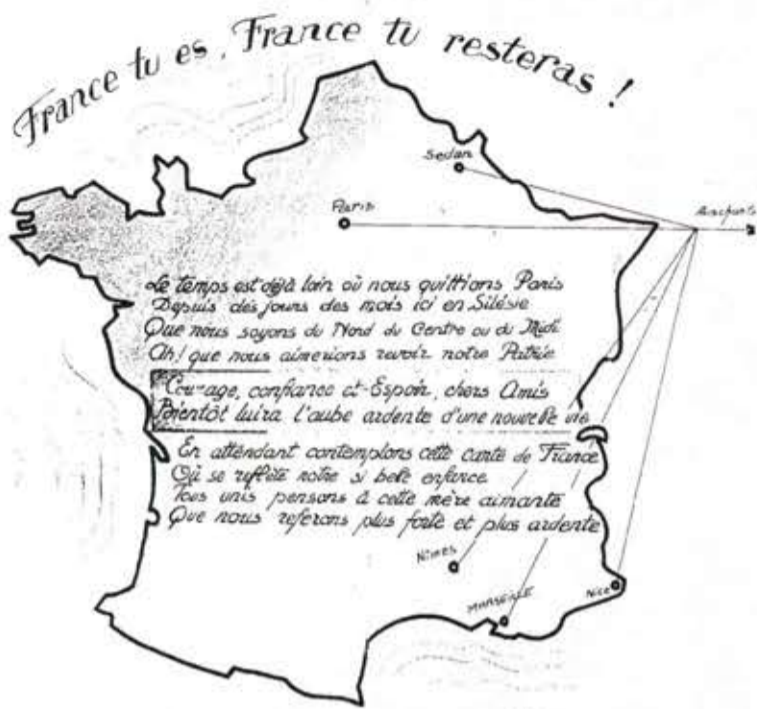 France tu es, France tu resteras !
Sedan
Paris
Le temps est déjà loin où nous quittions Paris
Depuis des jours des mois ici en Silésie
Que nous soyons du Nord du Centre ou du Midi
Ah! que nous aimerions revoir notre Patrie
Courage, confiance et Espoir, chers Amis
Bientôt luira l'aube ardente d'une nouvelle vie
En attendant contemplons cette carte de France
Où se reflète notre si belle enfance
Tous unis pensons à cette mère aimante
Que nous referons plus forte et plus ardente
Nîmes
MARSEILLE
Nice